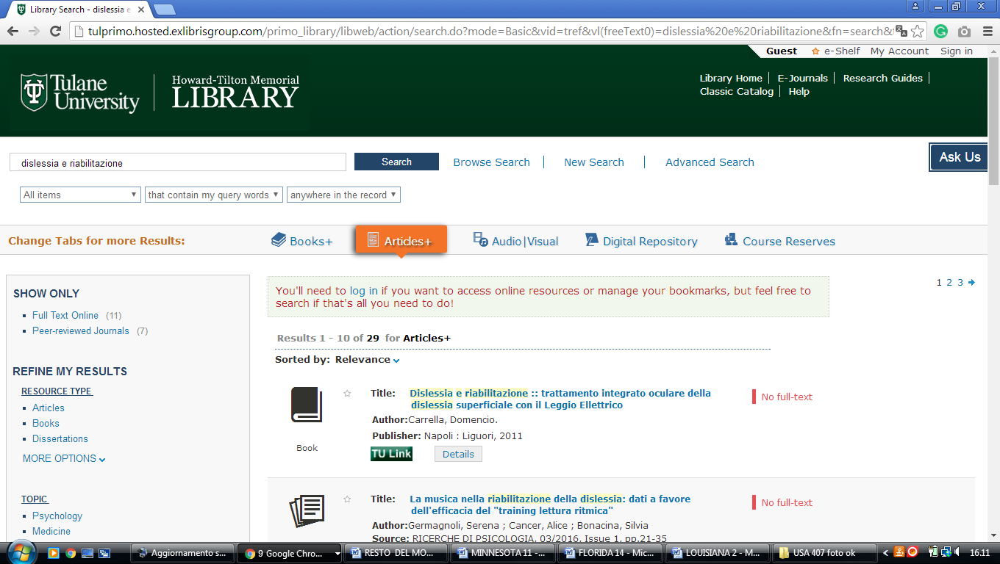 Library Search - dislessia e
tulprimo.hosted.exlibrisgroup.com/primo_library/libweb/action/search.do?mode=Basic&vid=tref&vl(freeText0)=dislessia%20e%20riabilitazione&fn=search&
Guest e-Shelf My Account Sign in
Tulane University
Howard-Tilton Memorial
LIBRARY
Library Home E-Journals Research Guides
Classic Catalog Help
dislessia e riabilitazione Search Browse Search New Search Advanced Search Ask Us
All items that contain my query words anywhere in the record
Change Tabs for more Results: Books+ Articles+ Audio|Visual Digital Repository Course Reserves
SHOW ONLY
Full Text Online (11)
Peer-reviewed Journals (7)
REFINE MY RESULTS
RESOURCE TYPE
Articles
Books
Dissertations
MORE OPTIONS
TOPIC
Psychology
Medicine
You'll need to log in if you want to access online resources or manage your bookmarks, but feel free to
search if that's all you need to do!
1 2 3
Results 1 - 10 of 29 for Articles+
Sorted by: Relevance
Book
Title: Dislessia e riabilitazione :: trattamento integrato oculare della
dislessia superficiale con il Leggio Ellettrico
No full-text
Author:Carrella, Domencio.
Publisher: Napoli : Liguori, 2011
TU Link Details
Title: La musica nella riabilitazione della dislessia: dati a favore
dell'efficacia del "training lettura ritmica"
No full-text
Author:Germagnoli, Serena ; Cancer, Alice ; Bonacina, Silvia
Source: RICERCHE DI PSICOLOGIA, 03/2016, Issue 1, pp.21-35
Aggiornamento s... 9 Google Chro... RESTO DEL MO... MINNESOTA 11 - ... FLORIDA 14 - Mic... LOUISIANA 2 - M... USA 407 foto ok 16.11